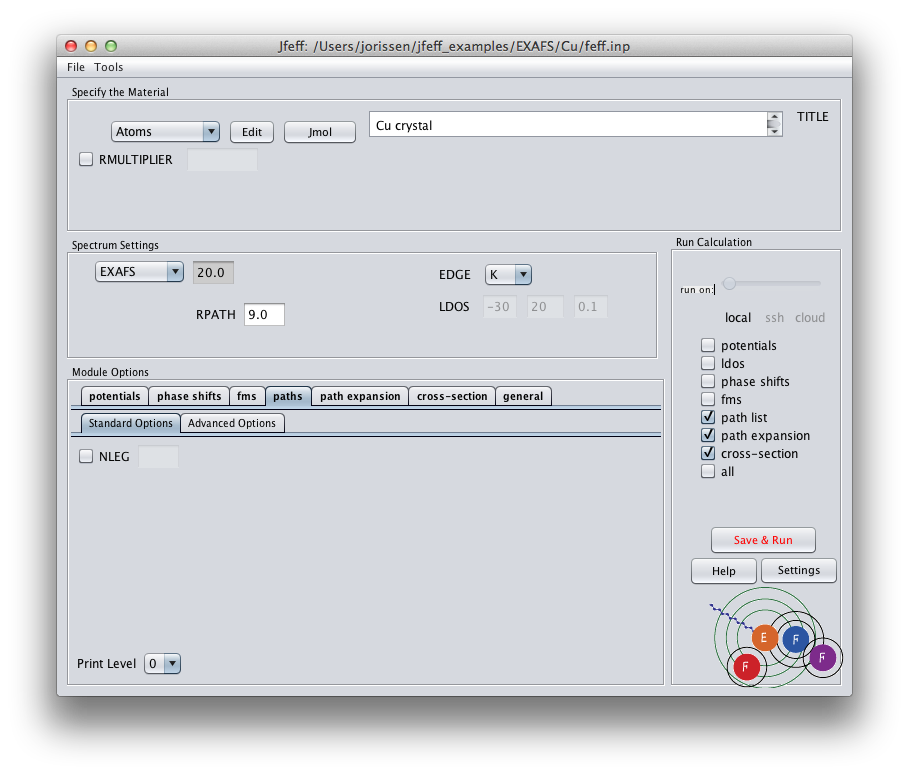 Jfeff: /Users/jorissen/jfeff_examples/EXAFS/Cu/feff.inp
File Tools
Specify the Material
Atoms Edit Jmol Cu crystal TITLE
RMULTIPLIER
Spectrum Settings
EXAFS 20.0 EDGE K
RPATH 9.0 LDOS -30 20 0.1
Run Calculation
run on:
local ssh cloud
potentials
ldos
phase shifts
fms
path list
path expansion
cross-section
all
Module Options
potentials phase shifts fms paths path expansion cross-section general
Standard Options Advanced Options
NLEG
Print Level 0
Save & Run
Help Settings
E F F F